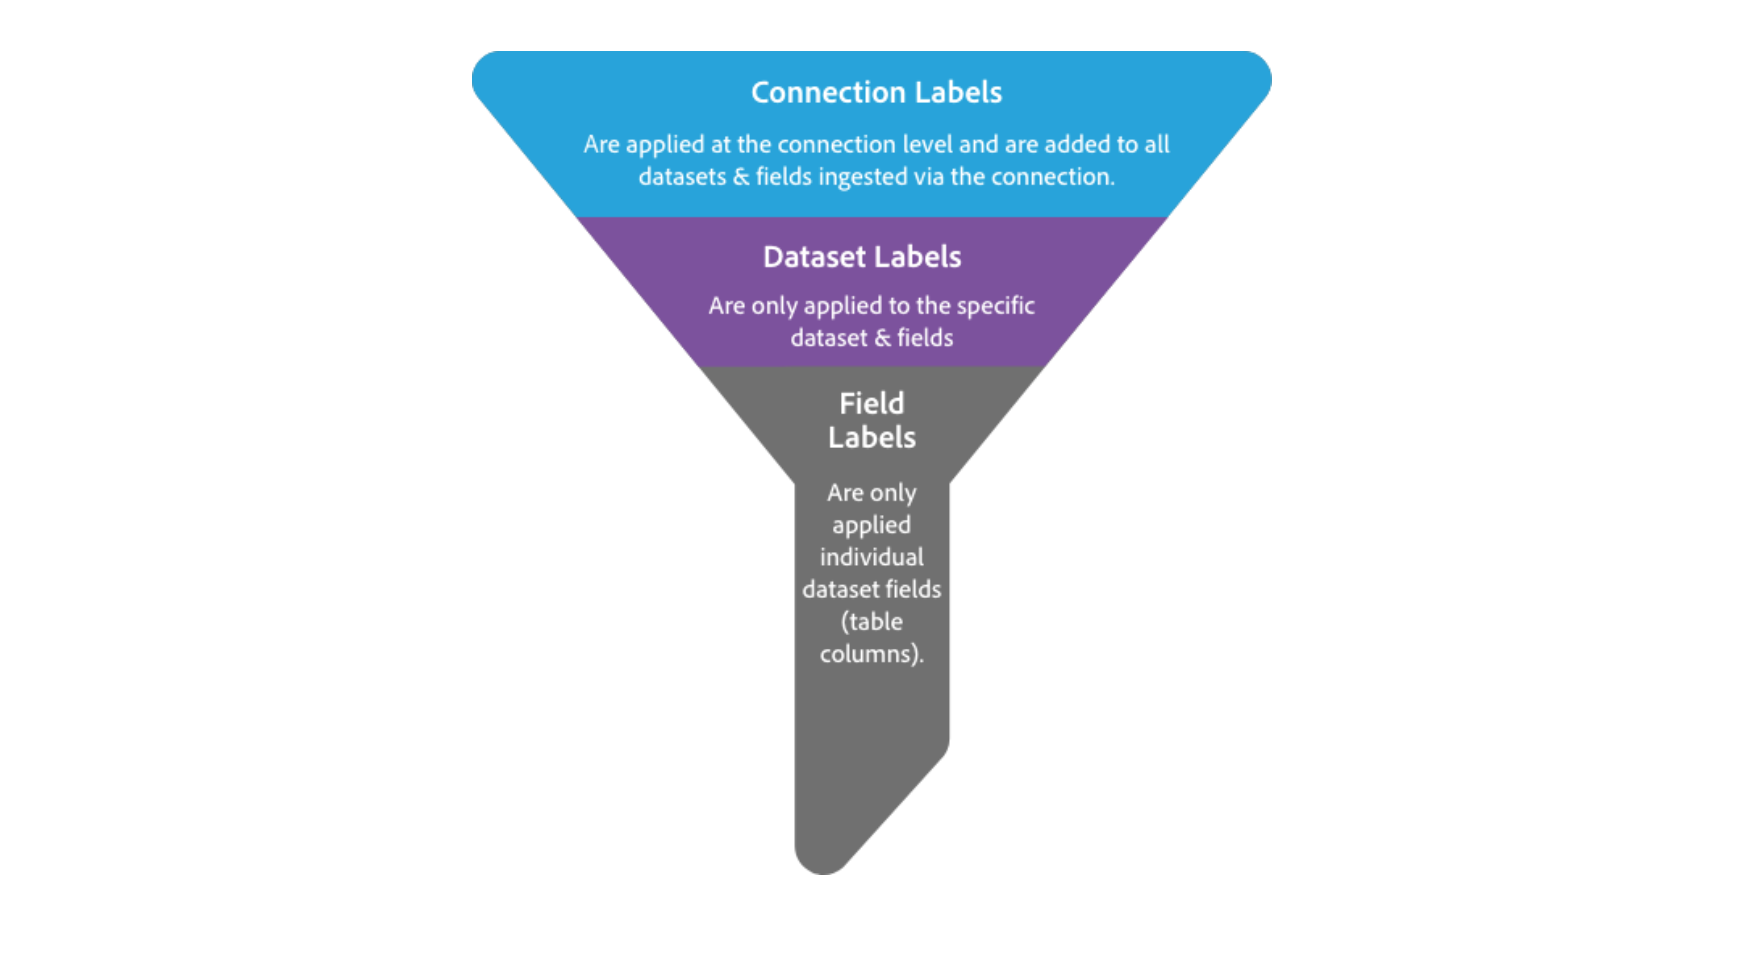 Connection Labels
Are applied at the connection level and are added to all
datasets & fields ingested via the connection.
Dataset Labels
Are only applied to the specific
dataset & fields
Field
Labels
Are only
applied
individual
dataset fields
(table
columns).